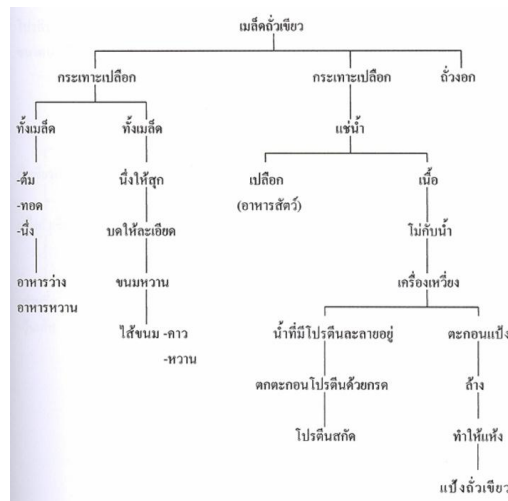 เมล็ดถั่วเขียว
กระเทาะเปลือก
กระเทาะเปลือก
ถั่วงอก
ทั้งเมล็ด
ทั้งเมล็ด
แช่น้ำ
-ต้ม
-ทอด
-นึ่ง
นึ่งให้สุก
เปลือก
(อาหารสัตว์)
เนื้อ
บดให้ละเอียด
โม่กับน้ำ
อาหารว่าง
อาหารหวาน
ขนมหวาน
เครื่องเหวี่ยง
ไส้ขนม -คาว
-หวาน
น้ำที่มีโปรตีนละลายอยู่
ตะกอนแป้ง
ตกตะกอนโปรตีนด้วยกรด
ล้าง
โปรตีนสกัด
ทำให้แห้ง
แป้งถั่วเขียว